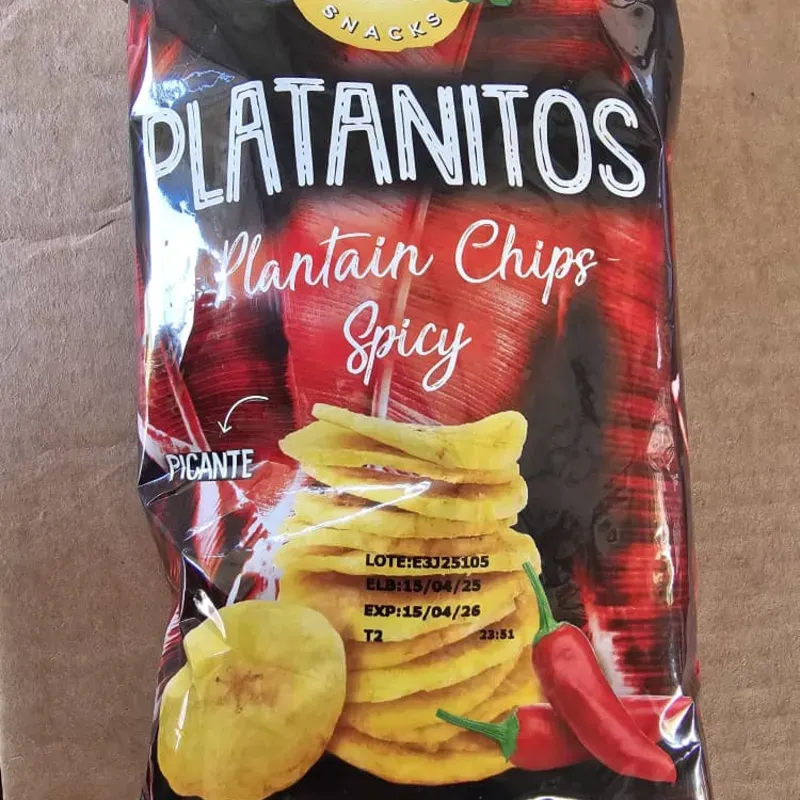 SNACKS
PLATANITOS
Plantain Chips
Spicy
PICANTE
LOTE:E3J25105
ELB:15/04/25
EXP:15/04/26
T2 23:51